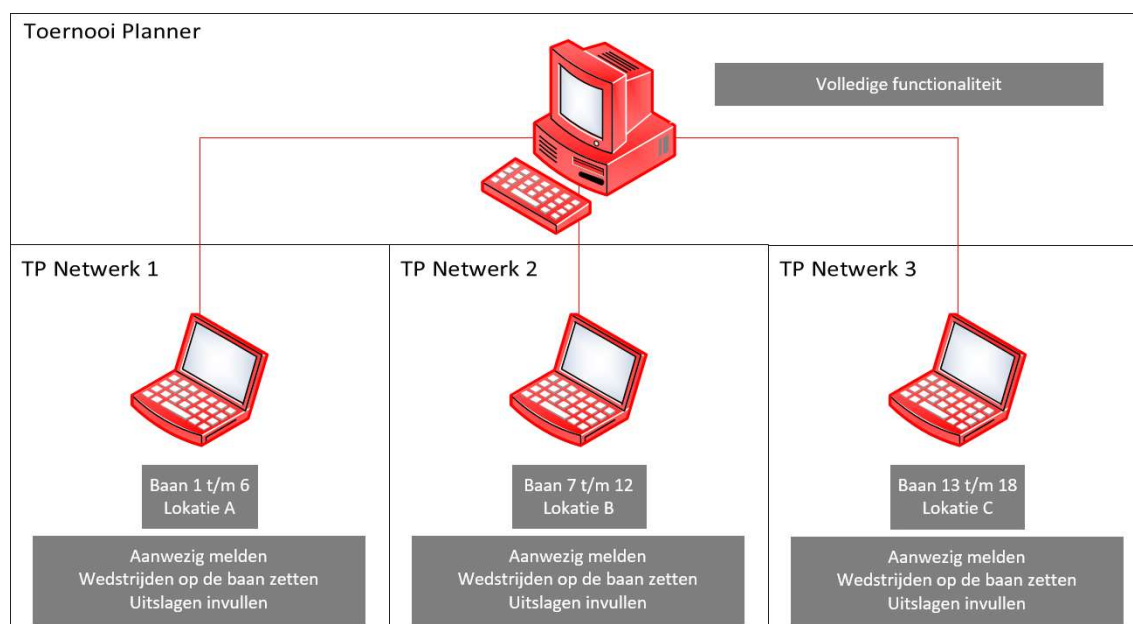 Toernooi Planner
Volledige functionaliteit
TP Netwerk 1
Baan 1 t/m 6
Lokatie A
Aanwezig melden
Wedstrijden op de baan zetten
Uitslagen invullen
TP Netwerk 2
Baan 7 t/m 12
Lokatie B
Aanwezig melden
Wedstrijden op de baan zetten
Uitslagen invullen
TP Netwerk 3
Baan 13 t/m 18
Lokatie C
Aanwezig melden
Wedstrijden op de baan zetten
Uitslagen invullen